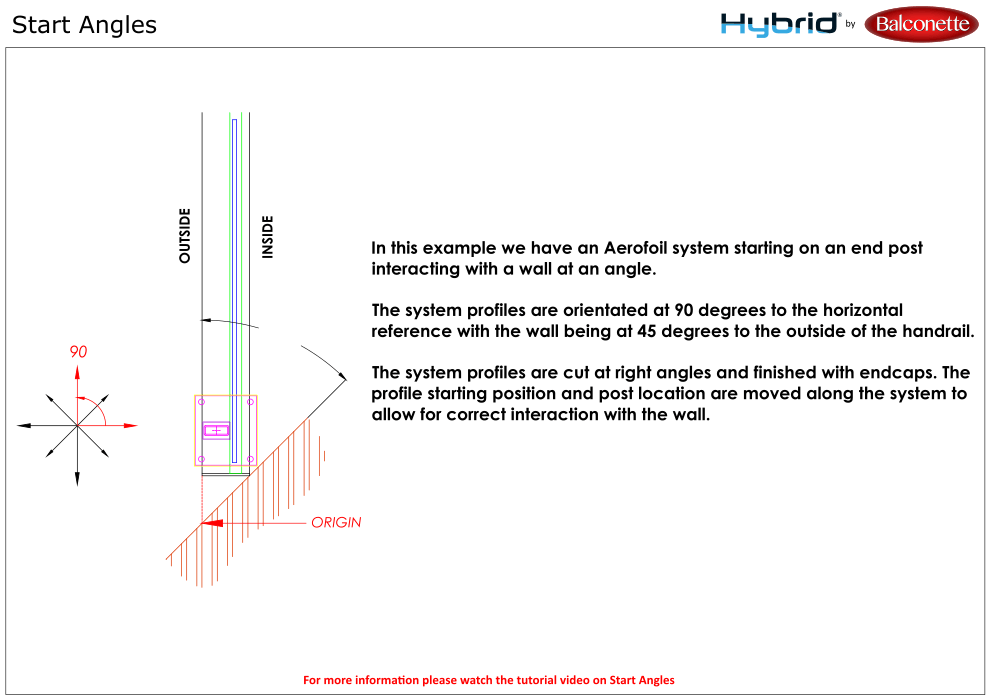 Start Angles
Hybrid® by Balconette
OUTSIDE
INSIDE
In this example we have an Aerofoil system starting on an end post
interacting with a wall at an angle.
The system profiles are orientated at 90 degrees to the horizontal
reference with the wall being at 45 degrees to the outside of the handrail.
The system profiles are cut at right angles and finished with endcaps. The
profile starting position and post location are moved along the system to
allow for correct interaction with the wall.
90
ORIGIN
For more information please watch the tutorial video on Start Angles